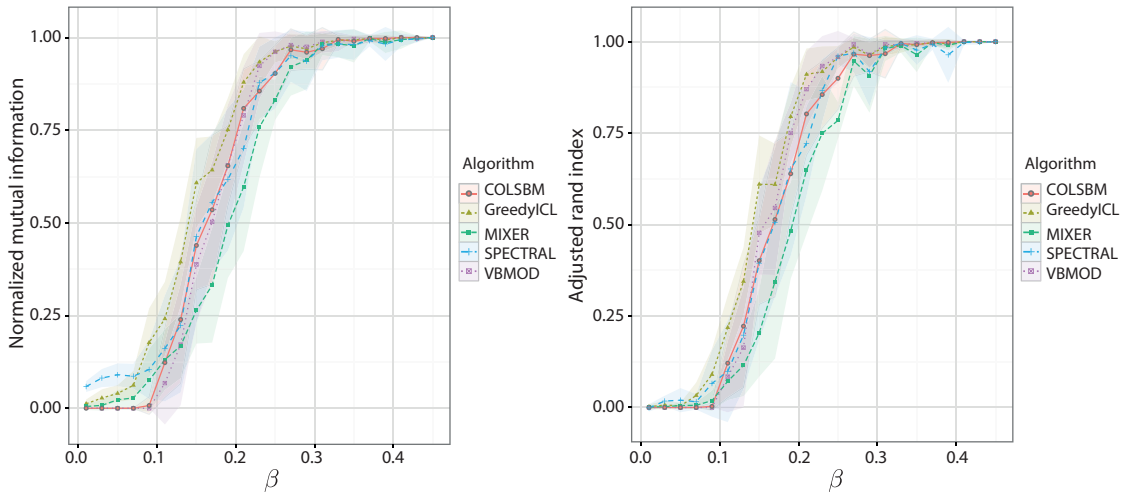 Normalized mutual information
1.00
0.75
0.50
0.25
0.00
0.0 0.1 0.2 0.3 0.4
β
Algorithm
COLSBM
GreedyICL
MIXER
SPECTRAL
VBMOD
Adjusted rand index
1.00
0.75
0.50
0.25
0.00
0.0 0.1 0.2 0.3 0.4
β
Algorithm
COLSBM
GreedyICL
MIXER
SPECTRAL
VBMOD